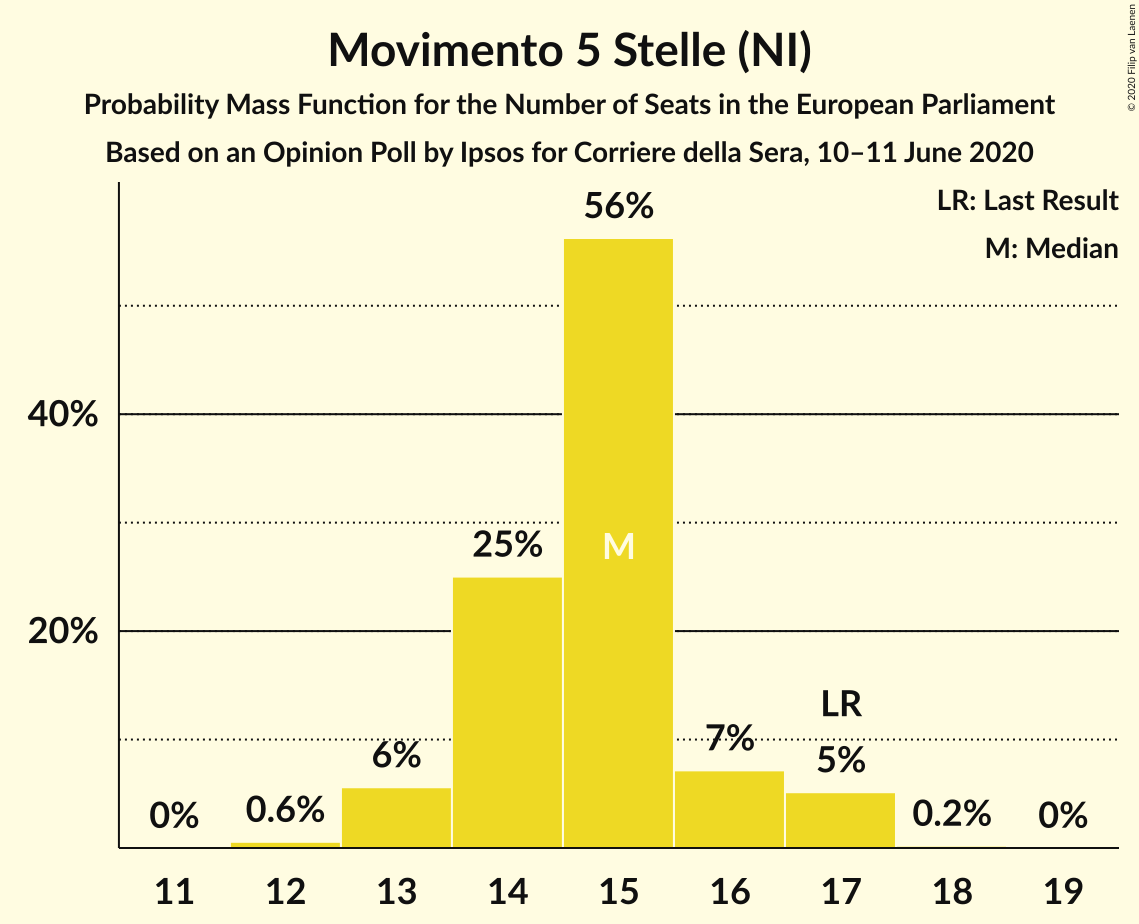 Movimento 5 Stelle (NI)
Probability Mass Function for the Number of Seats in the European Parliament
Based on an Opinion Poll by Ipsos for Corriere della Sera, 10–11 June 2020
© 2020 Filip van Laenen
LR: Last Result
M: Median
56%
40%
25%
M
20%
LR
7%
6%
5%
0%
0.6%
0.2%
0%
11 12 13 14 15 16 17 18 19